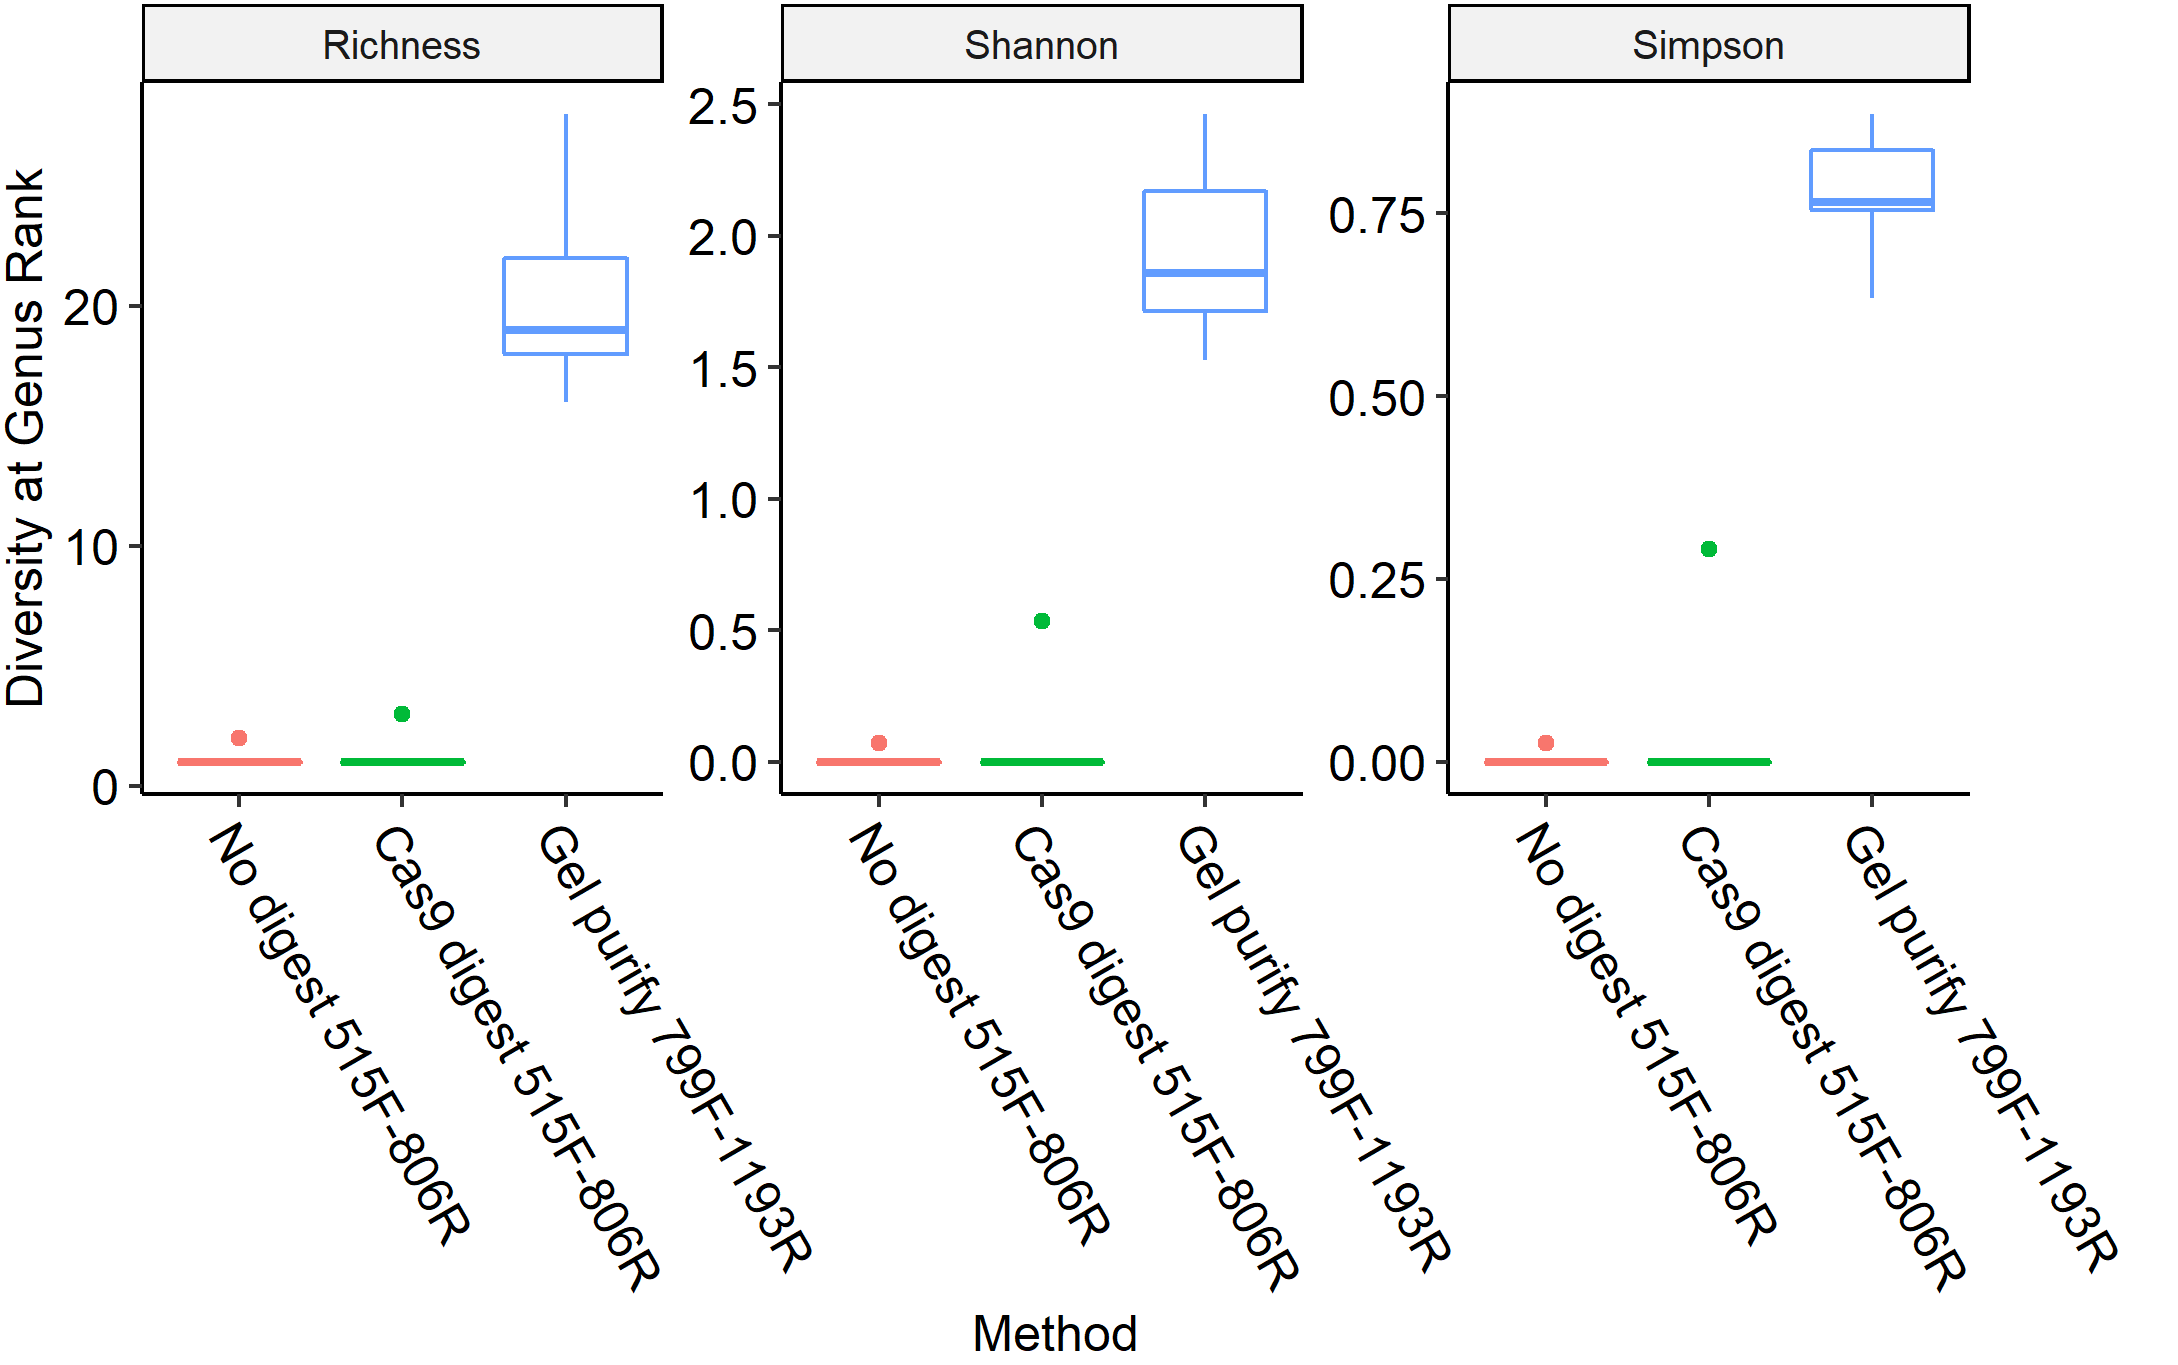 Richness
Shannon
Simpson
Diversity at Genus Rank
20
10
0
2.5
2.0
1.5
1.0
0.5
0.0
0.75
0.50
0.25
0.00
No digest 515F-806R
Cas9 digest 515F-806R
Gel purify 799F-1193R
No digest 515F-806R
Cas9 digest 515F-806R
Gel purify 799F-1193R
No digest 515F-806R
Cas9 digest 515F-806R
Gel purify 799F-1193R
Method